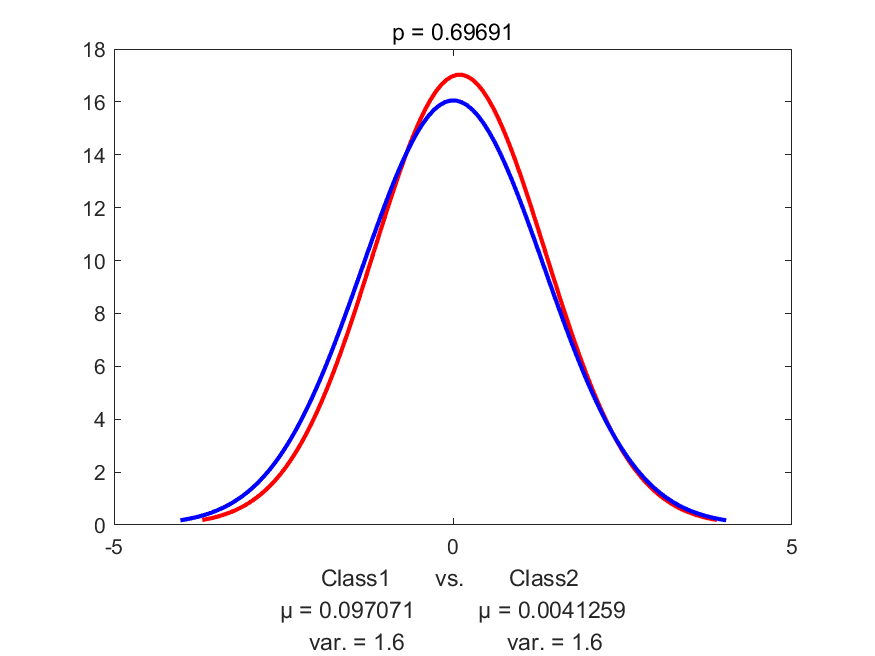 p = 0.69691
18
16
14
12
10
8
6
4
2
0
-5 0 5
Class1 vs. Class2
μ = 0.097071 μ = 0.0041259
var. = 1.6 var. = 1.6